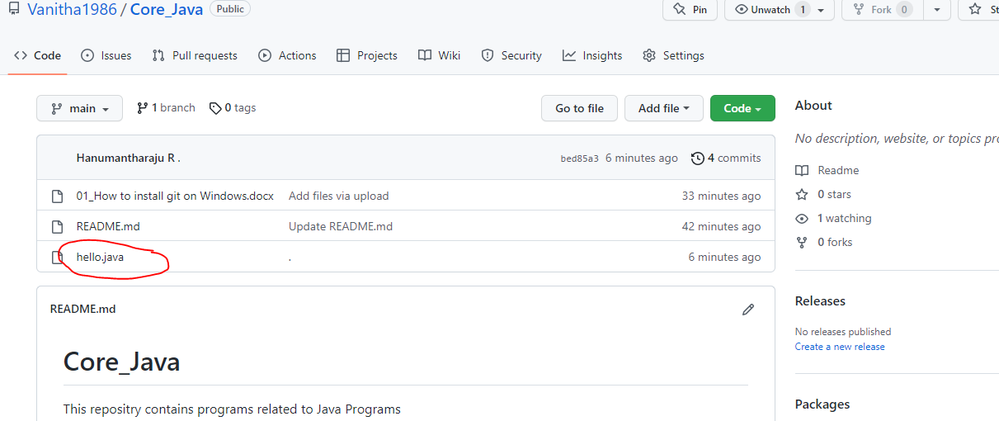 Vanitha1986 / Core_Java Public Pin Unwatch 1 Fork 0
Code Issues Pull requests Actions Projects Wiki Security Insights Settings
main 1 branch 0 tags Go to file Add file Code
Hanumantharaju R . bed85a3 6 minutes ago 4 commits
01_How to install git on Windows.docx Add files via upload 33 minutes ago
README.md Update README.md 42 minutes ago
hello.java . 6 minutes ago
README.md
Core_Java
This repositry contains programs related to Java Programs
About
No description, website, or topics
Readme
0 stars
1 watching
0 forks
Releases
No releases published
Create a new release
Packages